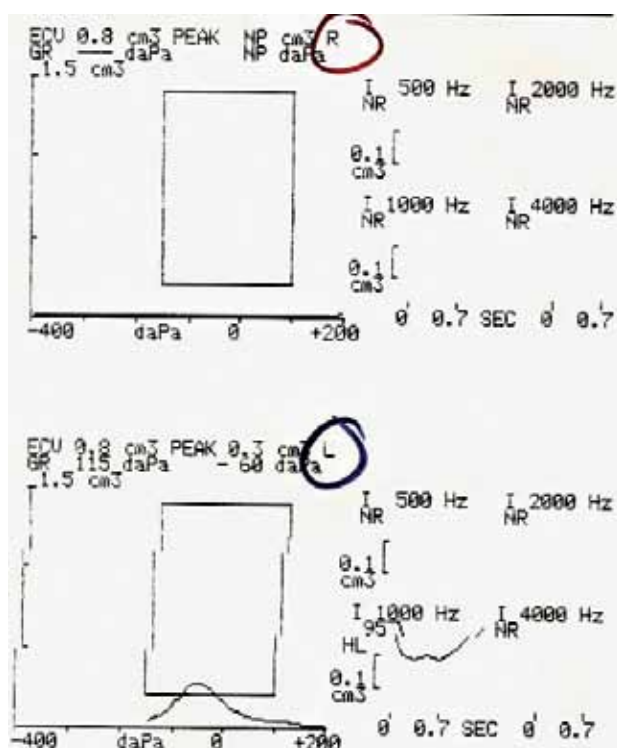 ECV 0.8 cm3 PEAK NP cm3 R
GR --- daPa NP daPa
1.5 cm3
I 500 Hz I 2000 Hz
NR NR
0.1
cm3
I 1000 Hz I 4000 Hz
NR NR
0.1
cm3
-400 daPa 0 +200
0 0.7 SEC 0 0.7
ECV 0.8 cm3 PEAK 0.3 cm3 L
GR 115 daPa - 60 daPa
1.5 cm3
I 500 Hz I 2000 Hz
NR NR
0.1
cm3
I 1000 Hz I 4000 Hz
95 NR
HL
0.1
cm3
-400 daPa 0 +200
0 0.7 SEC 0 0.7